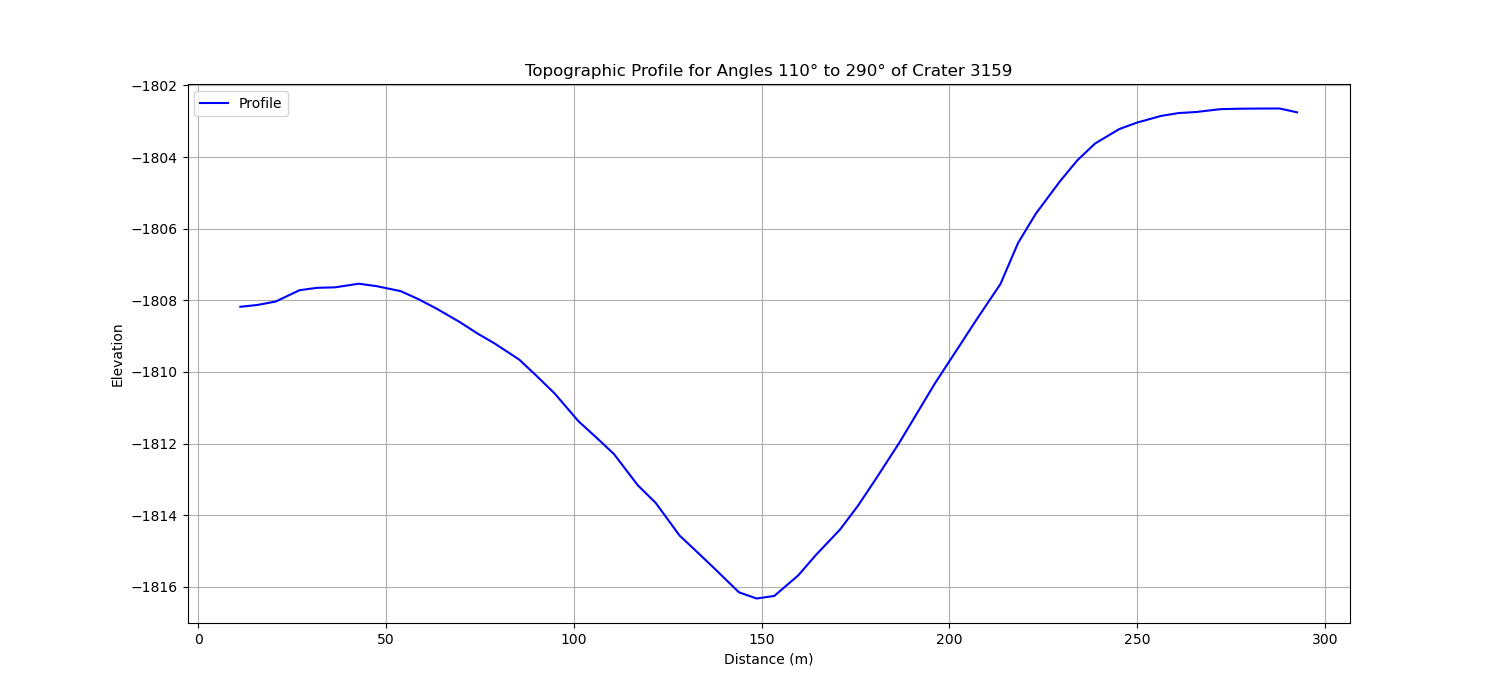 Topographic Profile for Angles 110° to 290° of Crater 3159
Profile
−1802
−1804
−1806
−1808
−1810
−1812
−1814
−1816
Elevation
0 50 100 150 200 250 300
Distance (m)